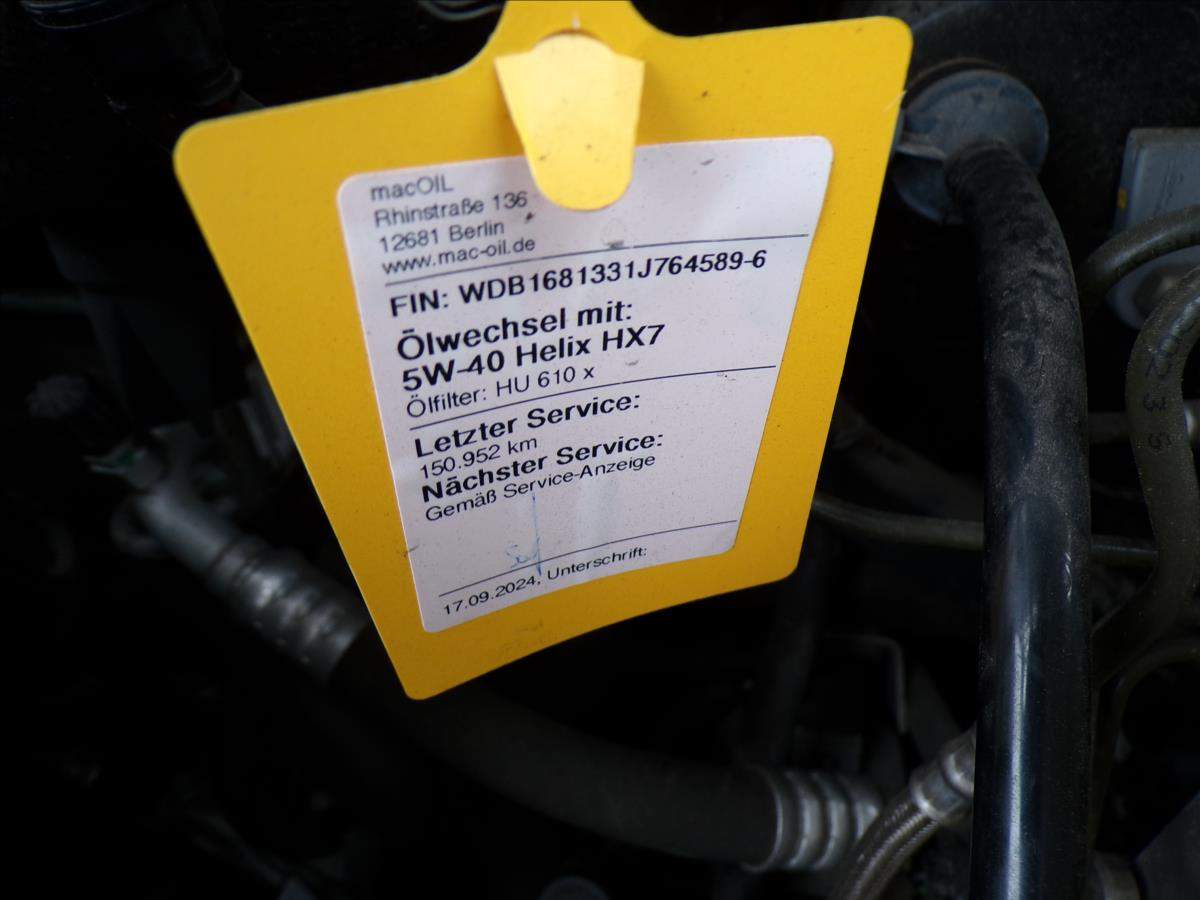 macOIL
Rhinstraße 136
12681 Berlin
www.mac-oil.de
FIN: WDB1681331J764589-6
Ölwechsel mit:
5W-40 Helix HX7
Ölfilter: HU 610 x
Letzter Service:
150.952 km
Nächster Service:
Gemäß Service-Anzeige
17.09.2024, Unterschrift: